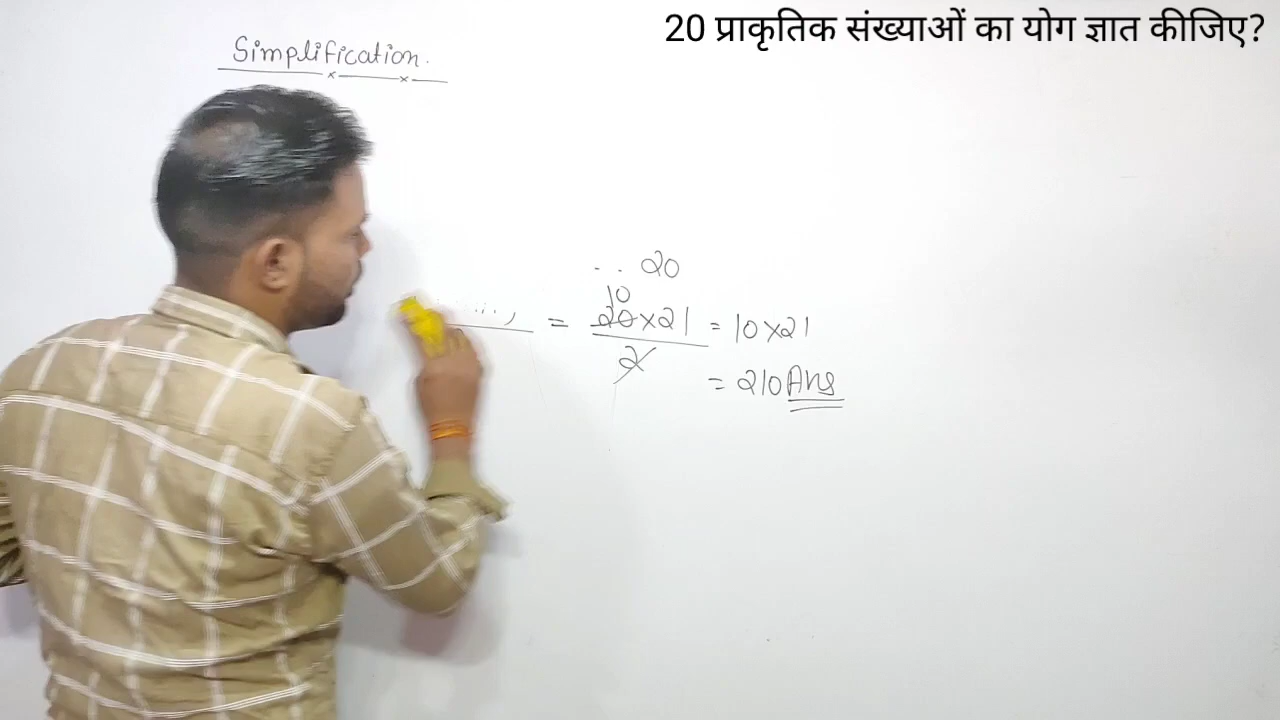 20 प्राकृतिक संख्याओं का योग ज्ञात कीजिए?
Simplification.
.. 20
10
= 20×21 = 10×21
2
= 210 Ans